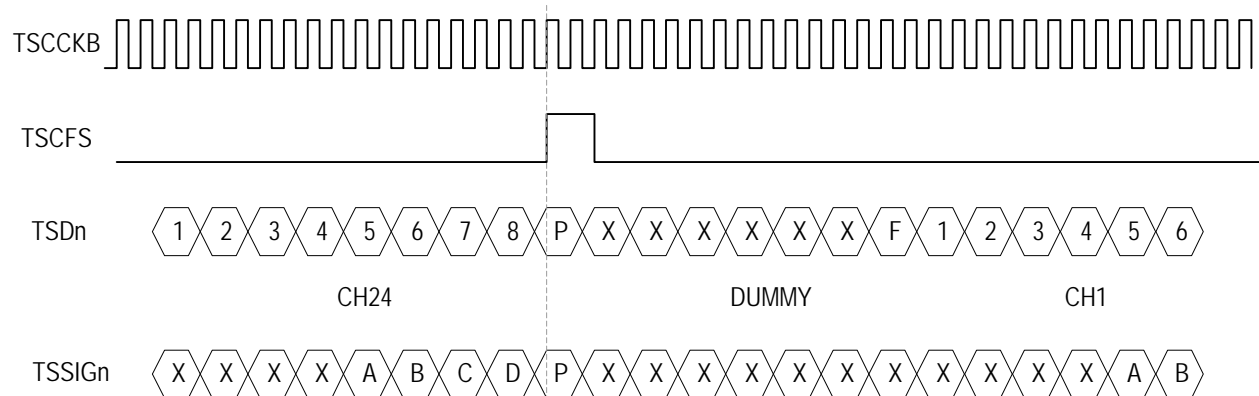 TSCCKB
TSCFS
TSDn 1 2 3 4 5 6 7 8 P X X X X X X F 1 2 3 4 5 6
CH24 DUMMY CH1
TSSIGn X X X X A B C D P X X X X X X X X X X X A B